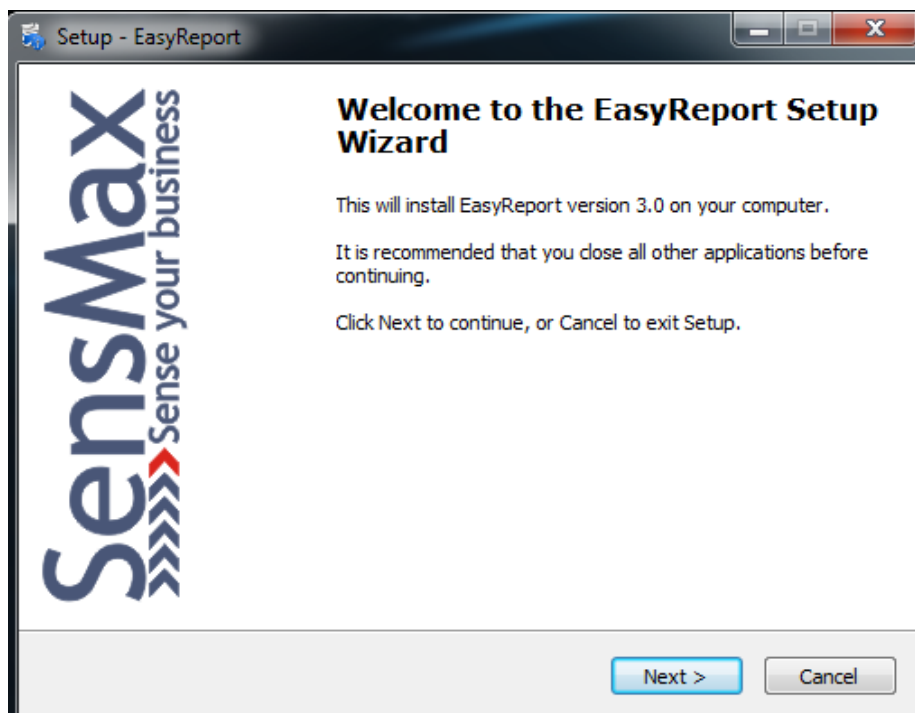 Setup - EasyReport
SensMax
Sense your business
Welcome to the EasyReport Setup
Wizard
This will install EasyReport version 3.0 on your computer.
It is recommended that you close all other applications before
continuing.
Click Next to continue, or Cancel to exit Setup.
Next >
Cancel